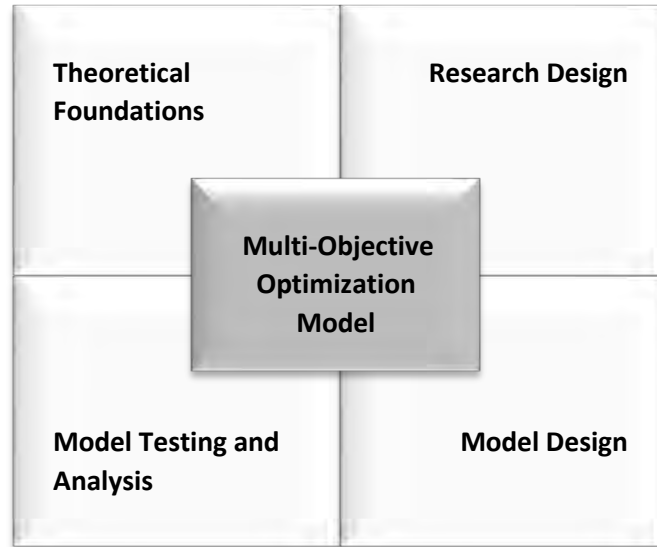 Theoretical
Foundations
Research Design
Multi-Objective
Optimization
Model
Model Testing and
Analysis
Model Design